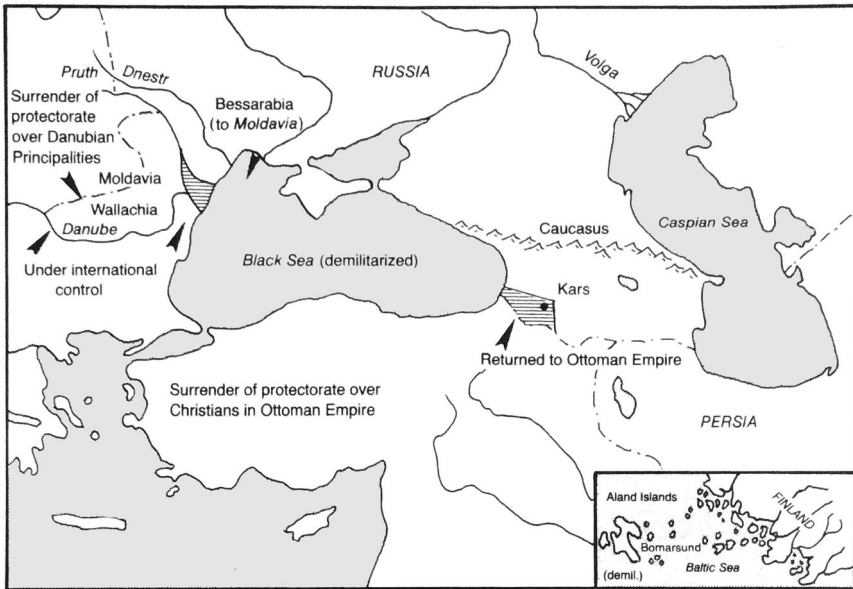 Pruth
Dnestr
RUSSIA
Volga
Surrender of
protectorate
over Danubian
Principalities
Bessarabia
(to Moldavia)
Moldavia
Wallachia
Danube
Under international
control
Black Sea (demilitarized)
Caucasus
Caspian Sea
Kars
Returned to Ottoman Empire
Surrender of protectorate over
Christians in Ottoman Empire
PERSIA
Aland Islands
FINLAND
Bomarsund
(demil.)
Baltic Sea